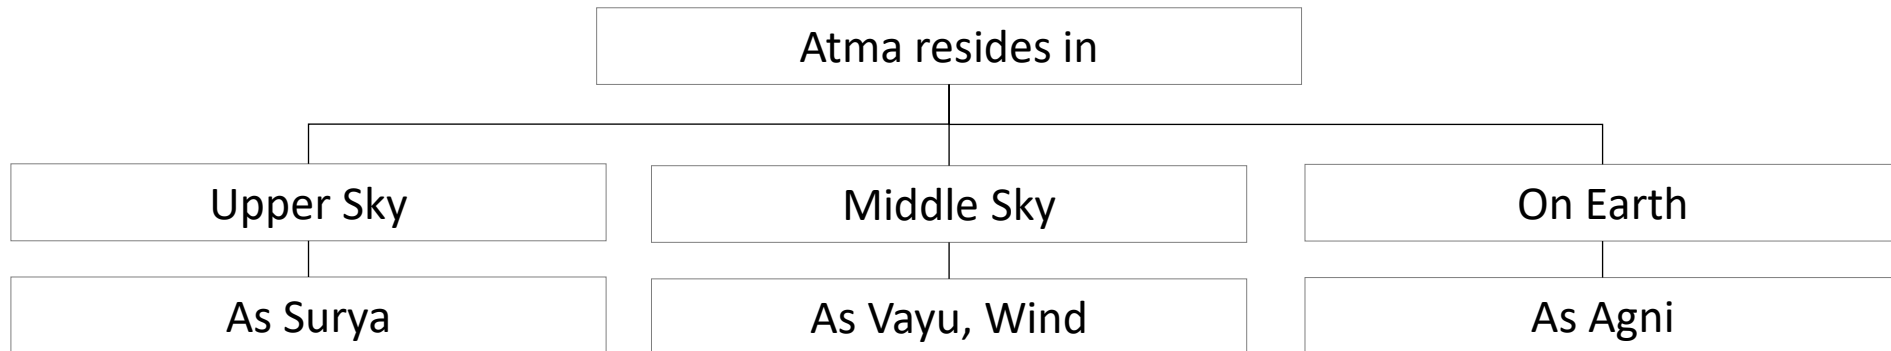 Atma resides in
Upper Sky
Middle Sky
On Earth
As Surya
As Vayu, Wind
As Agni